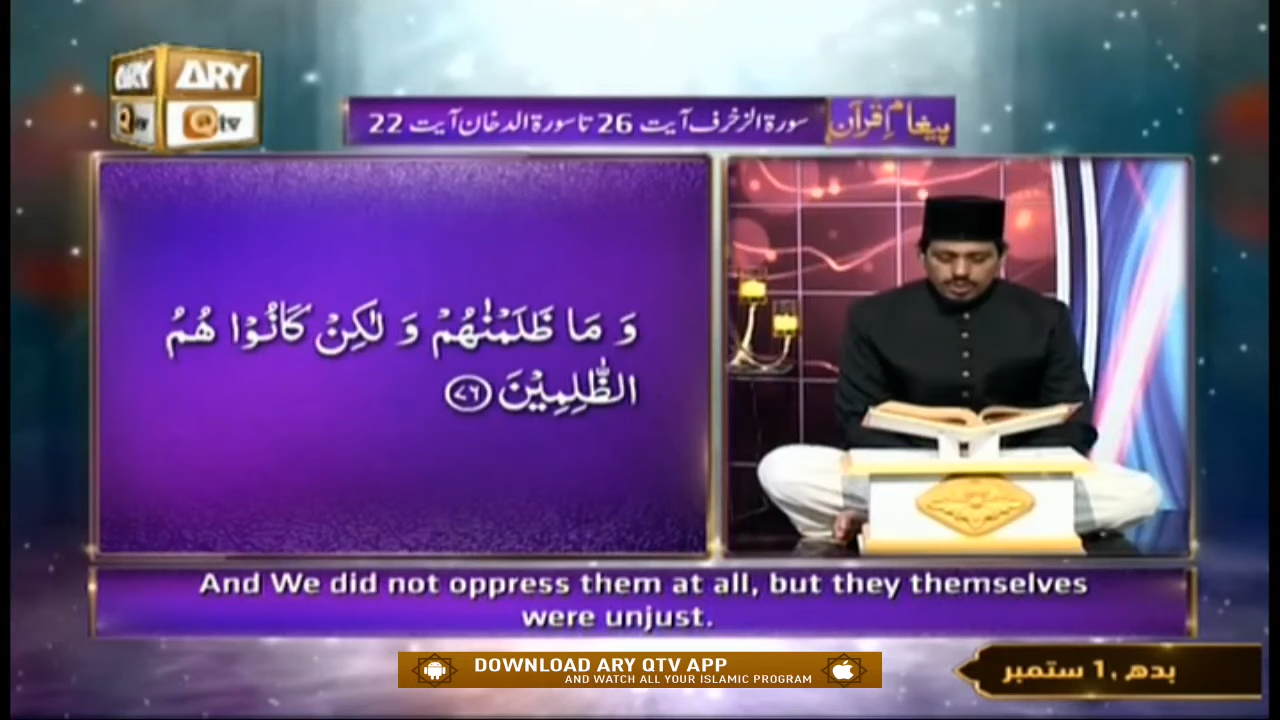 ARY ARY
Q tv Qtv
پیغام قرآن
سورۃ الزخرف آیت 26 تا سورۃ الدخان آیت 22
وَ مَا ظَلَمْنٰهُمْ وَ لٰكِنْ كَانُوْا هُمُ
الظّٰلِمِیْنَ ﴿۷۶﴾
And We did not oppress them at all, but they themselves
were unjust.
DOWNLOAD ARY QTV APP
AND WATCH ALL YOUR ISLAMIC PROGRAM
بدھ ، 1 ستمبر